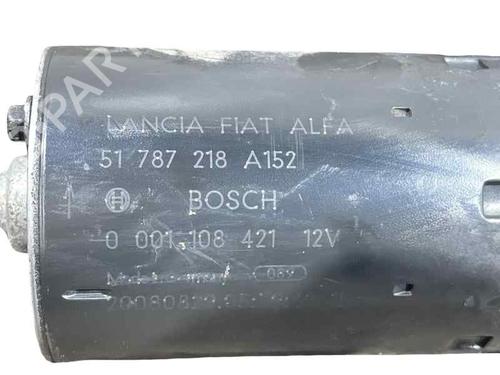 LANCIA FIAT ALFA
51 787 218 A152
BOSCH
0 001 108 421 12V